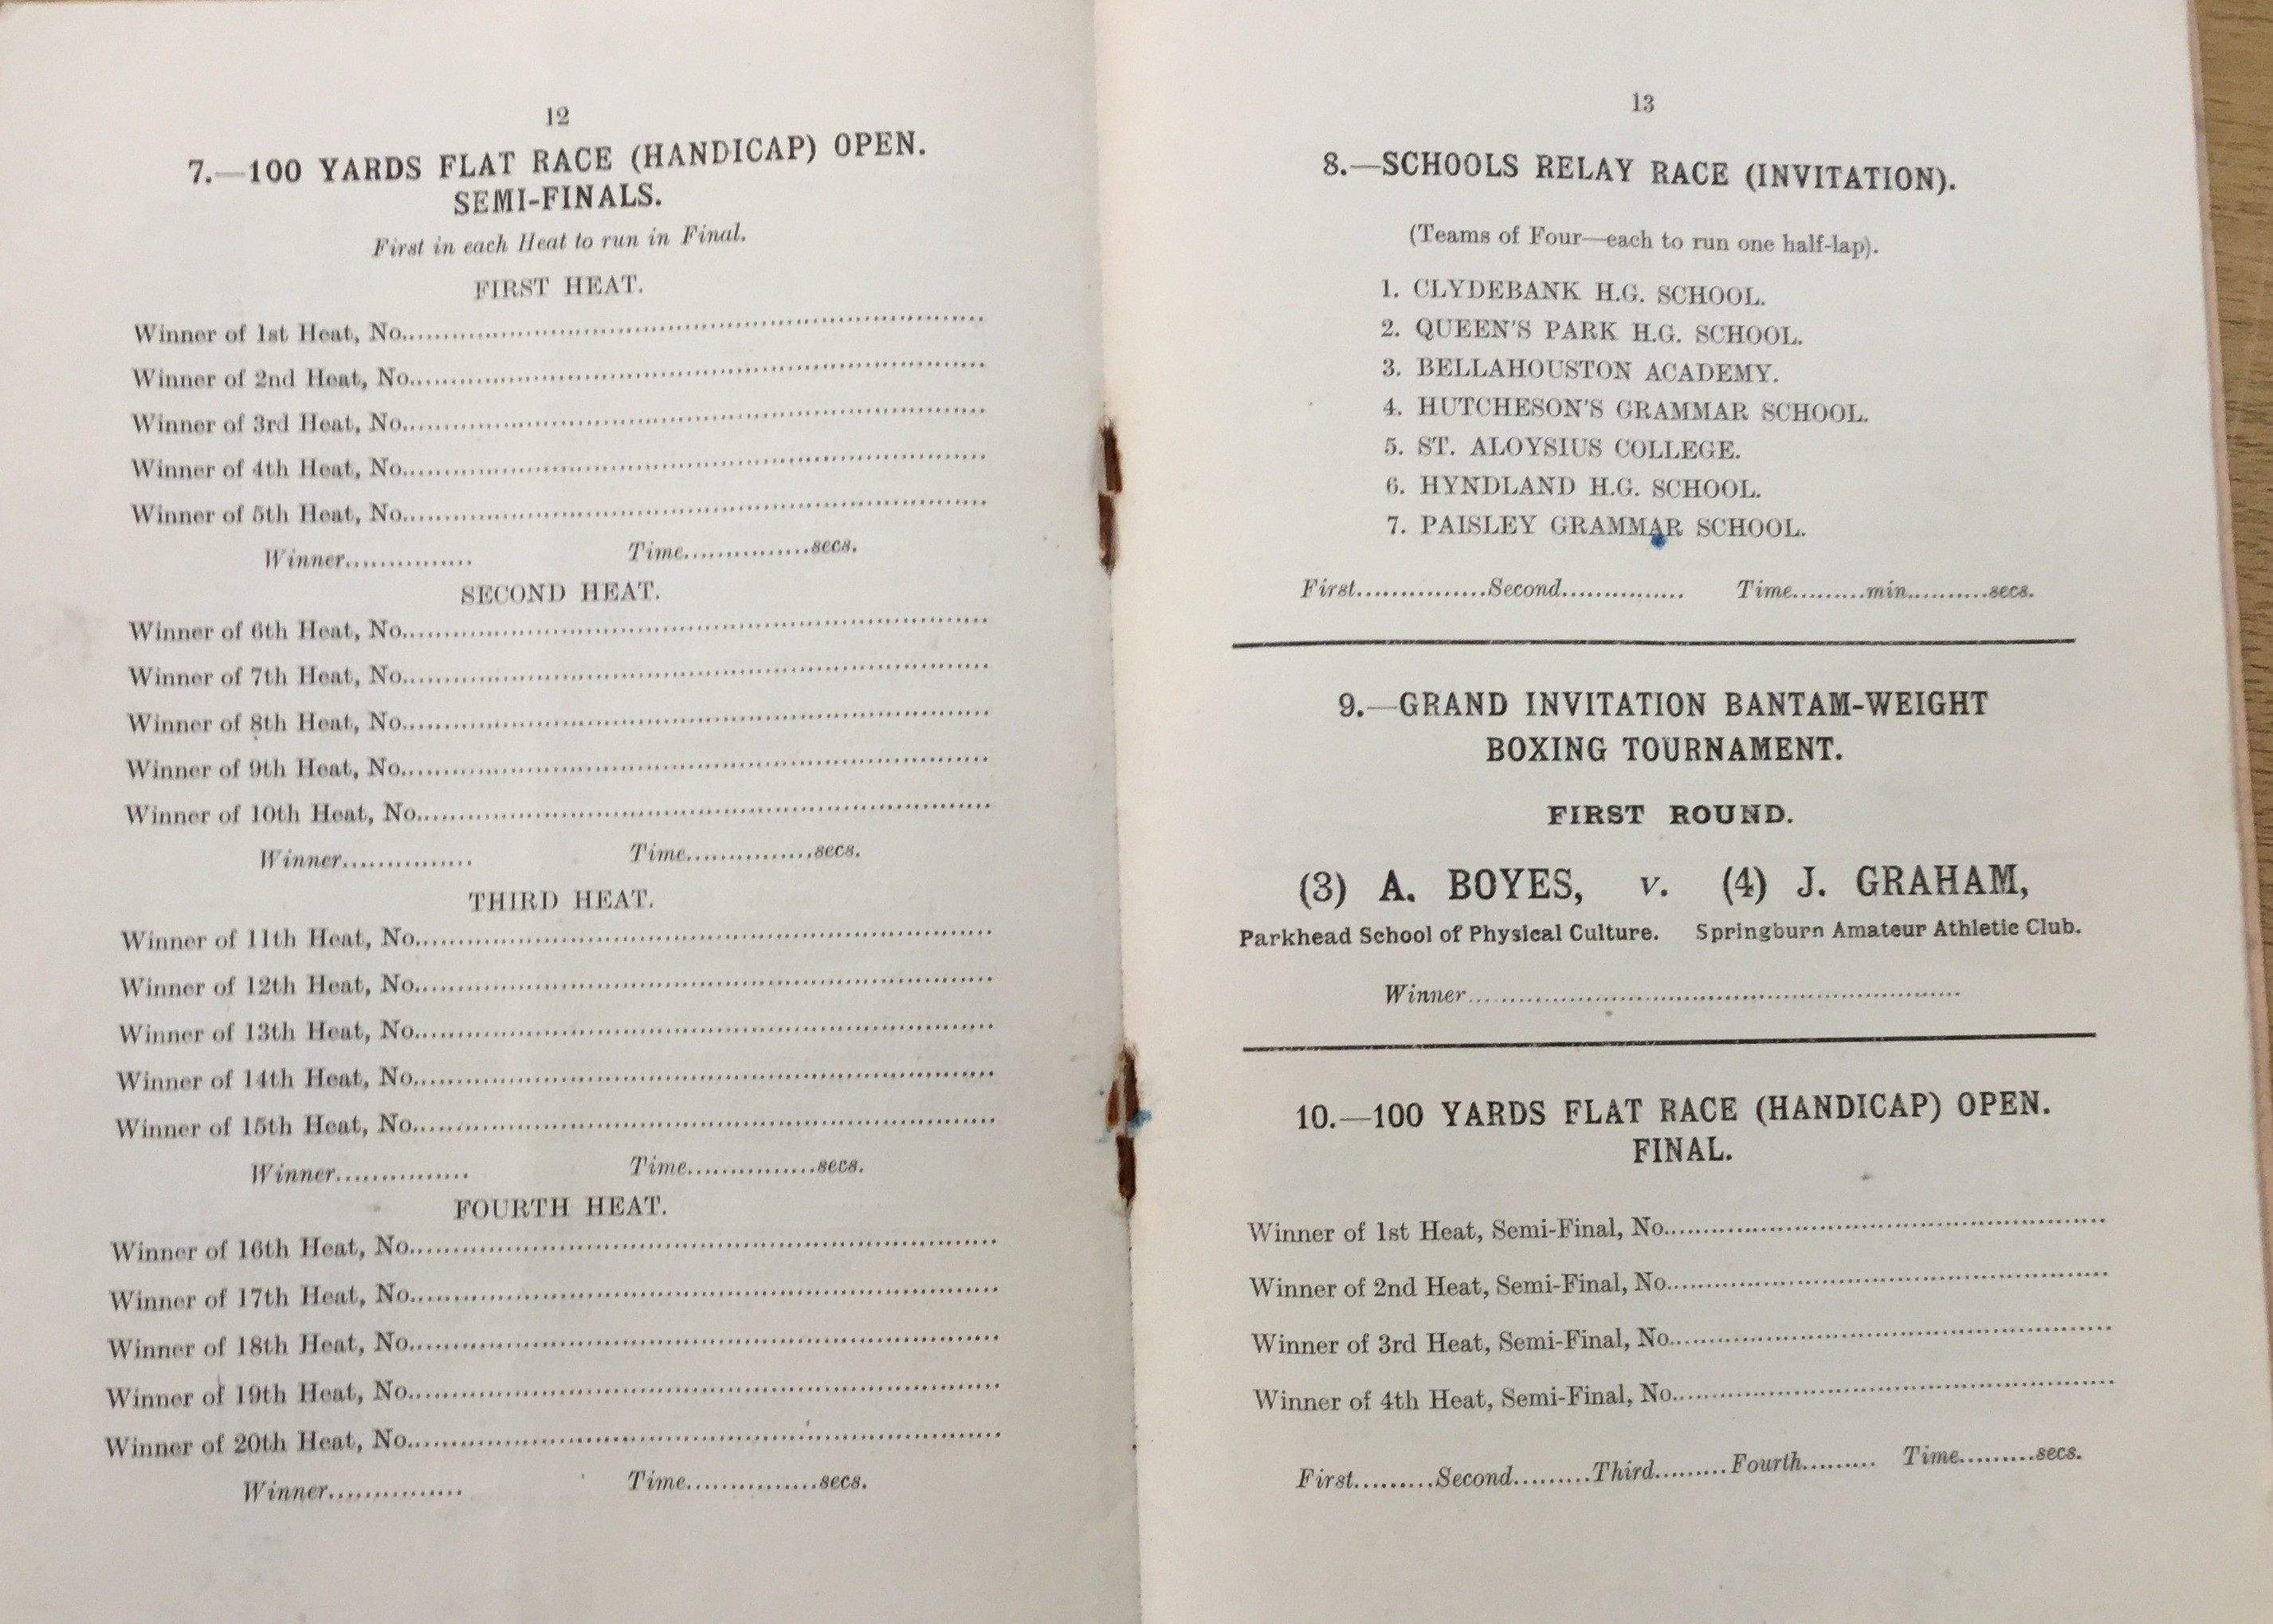 12
7.—100 YARDS FLAT RACE (HANDICAP) OPEN.
SEMI-FINALS.
First in each Heat to run in Final.
FIRST HEAT.
Winner of 1st Heat, No...............
Winner of 2nd Heat, No...............
Winner of 3rd Heat, No...............
Winner of 4th Heat, No...............
Winner of 5th Heat, No...............
Winner............... Time...............secs.
SECOND HEAT.
Winner of 6th Heat, No...............
Winner of 7th Heat, No...............
Winner of 8th Heat, No...............
Winner of 9th Heat, No...............
Winner of 10th Heat, No...............
Winner............... Time...............secs.
THIRD HEAT.
Winner of 11th Heat, No...............
Winner of 12th Heat, No...............
Winner of 13th Heat, No...............
Winner of 14th Heat, No...............
Winner of 15th Heat, No...............
Winner............... Time...............secs.
FOURTH HEAT.
Winner of 16th Heat, No...............
Winner of 17th Heat, No...............
Winner of 18th Heat, No...............
Winner of 19th Heat, No...............
Winner of 20th Heat, No...............
Winner............... Time...............secs.
13
8.—SCHOOLS RELAY RACE (INVITATION).
(Teams of Four—each to run one half-lap).
1. CLYDEBANK H.G. SCHOOL.
2. QUEEN'S PARK H.G. SCHOOL.
3. BELLAHOUSTON ACADEMY.
4. HUTCHESON'S GRAMMAR SCHOOL.
5. ST. ALOYSIUS COLLEGE.
6. HYNDLAND H.G. SCHOOL.
7. PAISLEY GRAMMAR SCHOOL.
First...............Second............... Time.........min..........secs.
9.—GRAND INVITATION BANTAM-WEIGHT
BOXING TOURNAMENT.
FIRST ROUND.
(3) A. BOYES, v. (4) J. GRAHAM,
Parkhead School of Physical Culture. Springburn Amateur Athletic Club.
Winner...............
10.—100 YARDS FLAT RACE (HANDICAP) OPEN.
FINAL.
Winner of 1st Heat, Semi-Final, No...............
Winner of 2nd Heat, Semi-Final, No...............
Winner of 3rd Heat, Semi-Final, No...............
Winner of 4th Heat, Semi-Final, No...............
First..........Second..........Third.........Fourth......... Time.........secs.